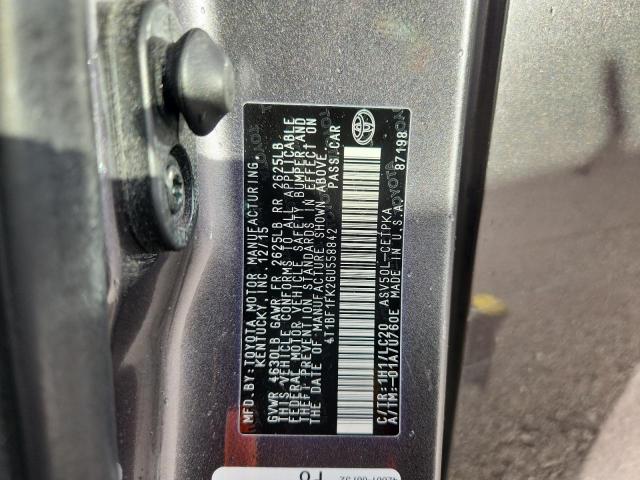 MFD.BY:TOYOTA MOTOR MANUFACTURING,
KENTUCKY,INC. 12/15
GVWR 4630LB GAWR FR 2625LB RR 2625LB
THIS VEHICLE CONFORMS TO ALL APPLICABLE
FEDERAL MOTOR VEHICLE SAFETY, BUMPER, AND
THEFT PREVENTION STANDARDS IN EFFECT ON
THE DATE OF MANUFACTURE SHOWN ABOVE.
4T1BF1FK2GU558842 PASS.CAR
C/TR:1H1/LC20 ASV50L-CETPKA
A/TM:-01A/U760E MADE IN U.S.A
87198